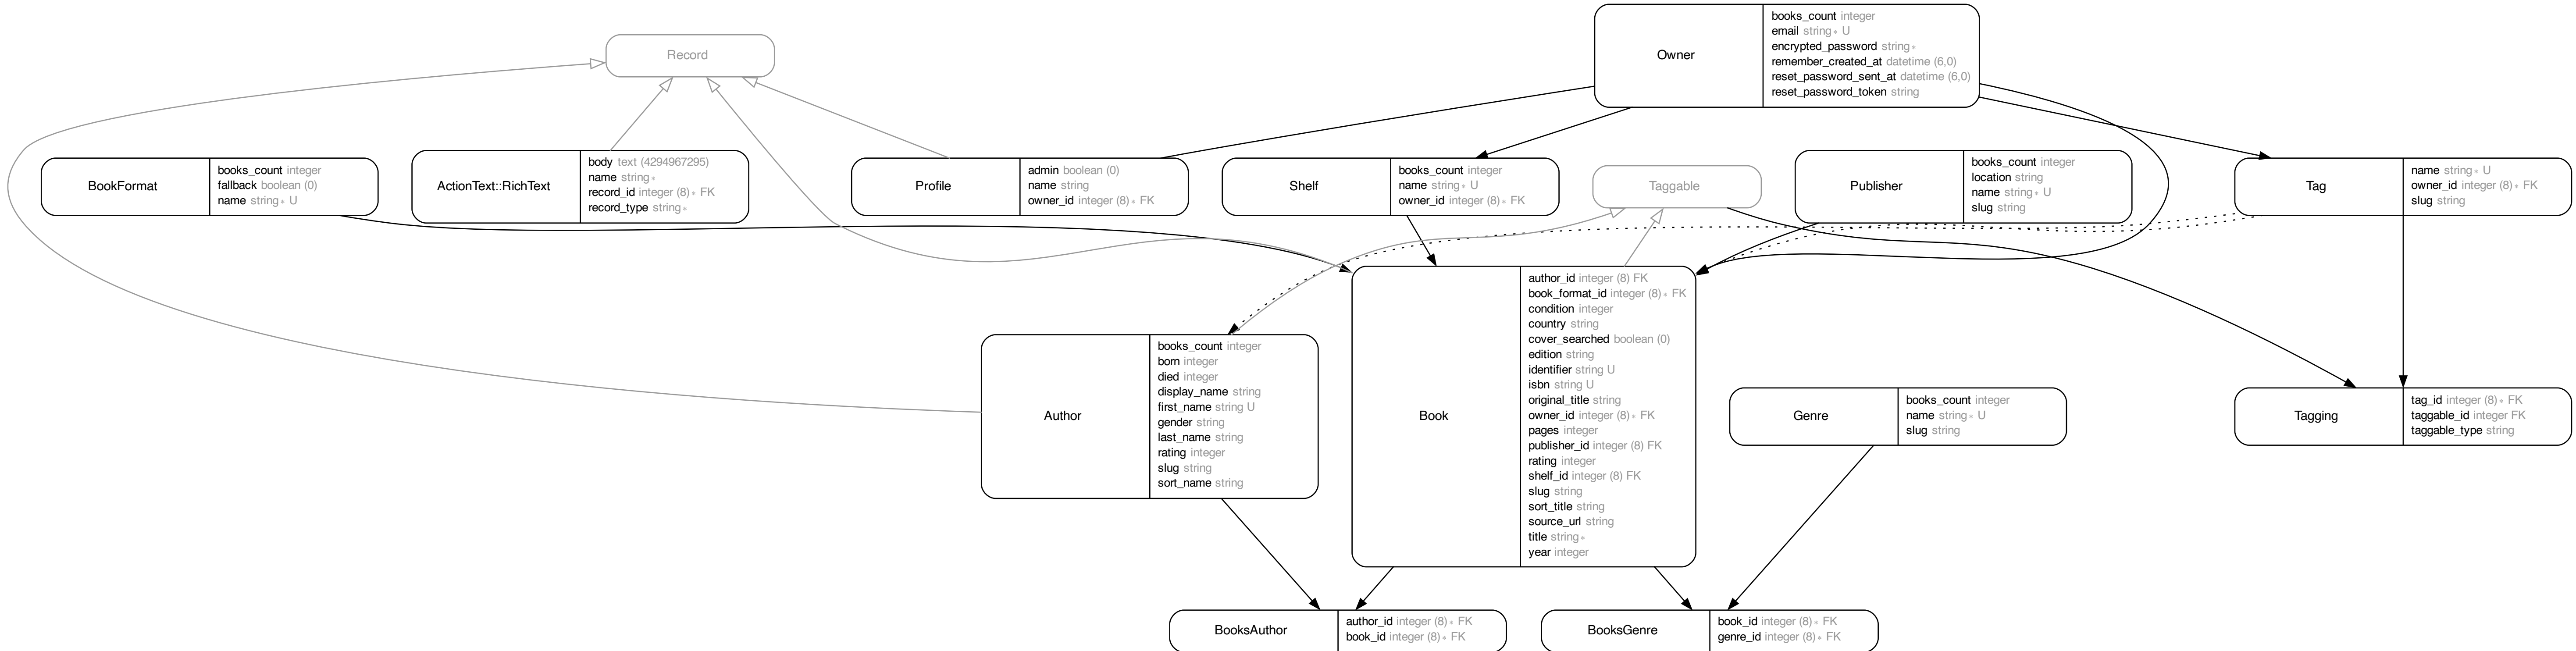 Record
Owner
books_count integer
email string∗ U
encrypted_password string∗
remember_created_at datetime (6,0)
reset_password_sent_at datetime (6,0)
reset_password_token string
BookFormat
books_count integer
fallback boolean (0)
name string∗ U
ActionText::RichText
body text (4294967295)
name string∗
record_id integer (8)∗ FK
record_type string∗
Profile
admin boolean (0)
name string
owner_id integer (8)∗ FK
Shelf
books_count integer
name string∗ U
owner_id integer (8)∗ FK
Taggable
Publisher
books_count integer
location string
name string∗ U
slug string
Tag
name string∗ U
owner_id integer (8)∗ FK
slug string
Author
books_count integer
born integer
died integer
display_name string
first_name string U
gender string
last_name string
rating integer
slug string
sort_name string
Book
author_id integer (8) FK
book_format_id integer (8)∗ FK
condition integer
country string
cover_searched boolean (0)
edition string
identifier string U
isbn string U
original_title string
owner_id integer (8)∗ FK
pages integer
publisher_id integer (8) FK
rating integer
shelf_id integer (8) FK
slug string
sort_title string
source_url string
title string∗
year integer
Genre
books_count integer
name string∗ U
slug string
Tagging
tag_id integer (8)∗ FK
taggable_id integer FK
taggable_type string
BooksAuthor
author_id integer (8)∗ FK
book_id integer (8)∗ FK
BooksGenre
book_id integer (8)∗ FK
genre_id integer (8)∗ FK